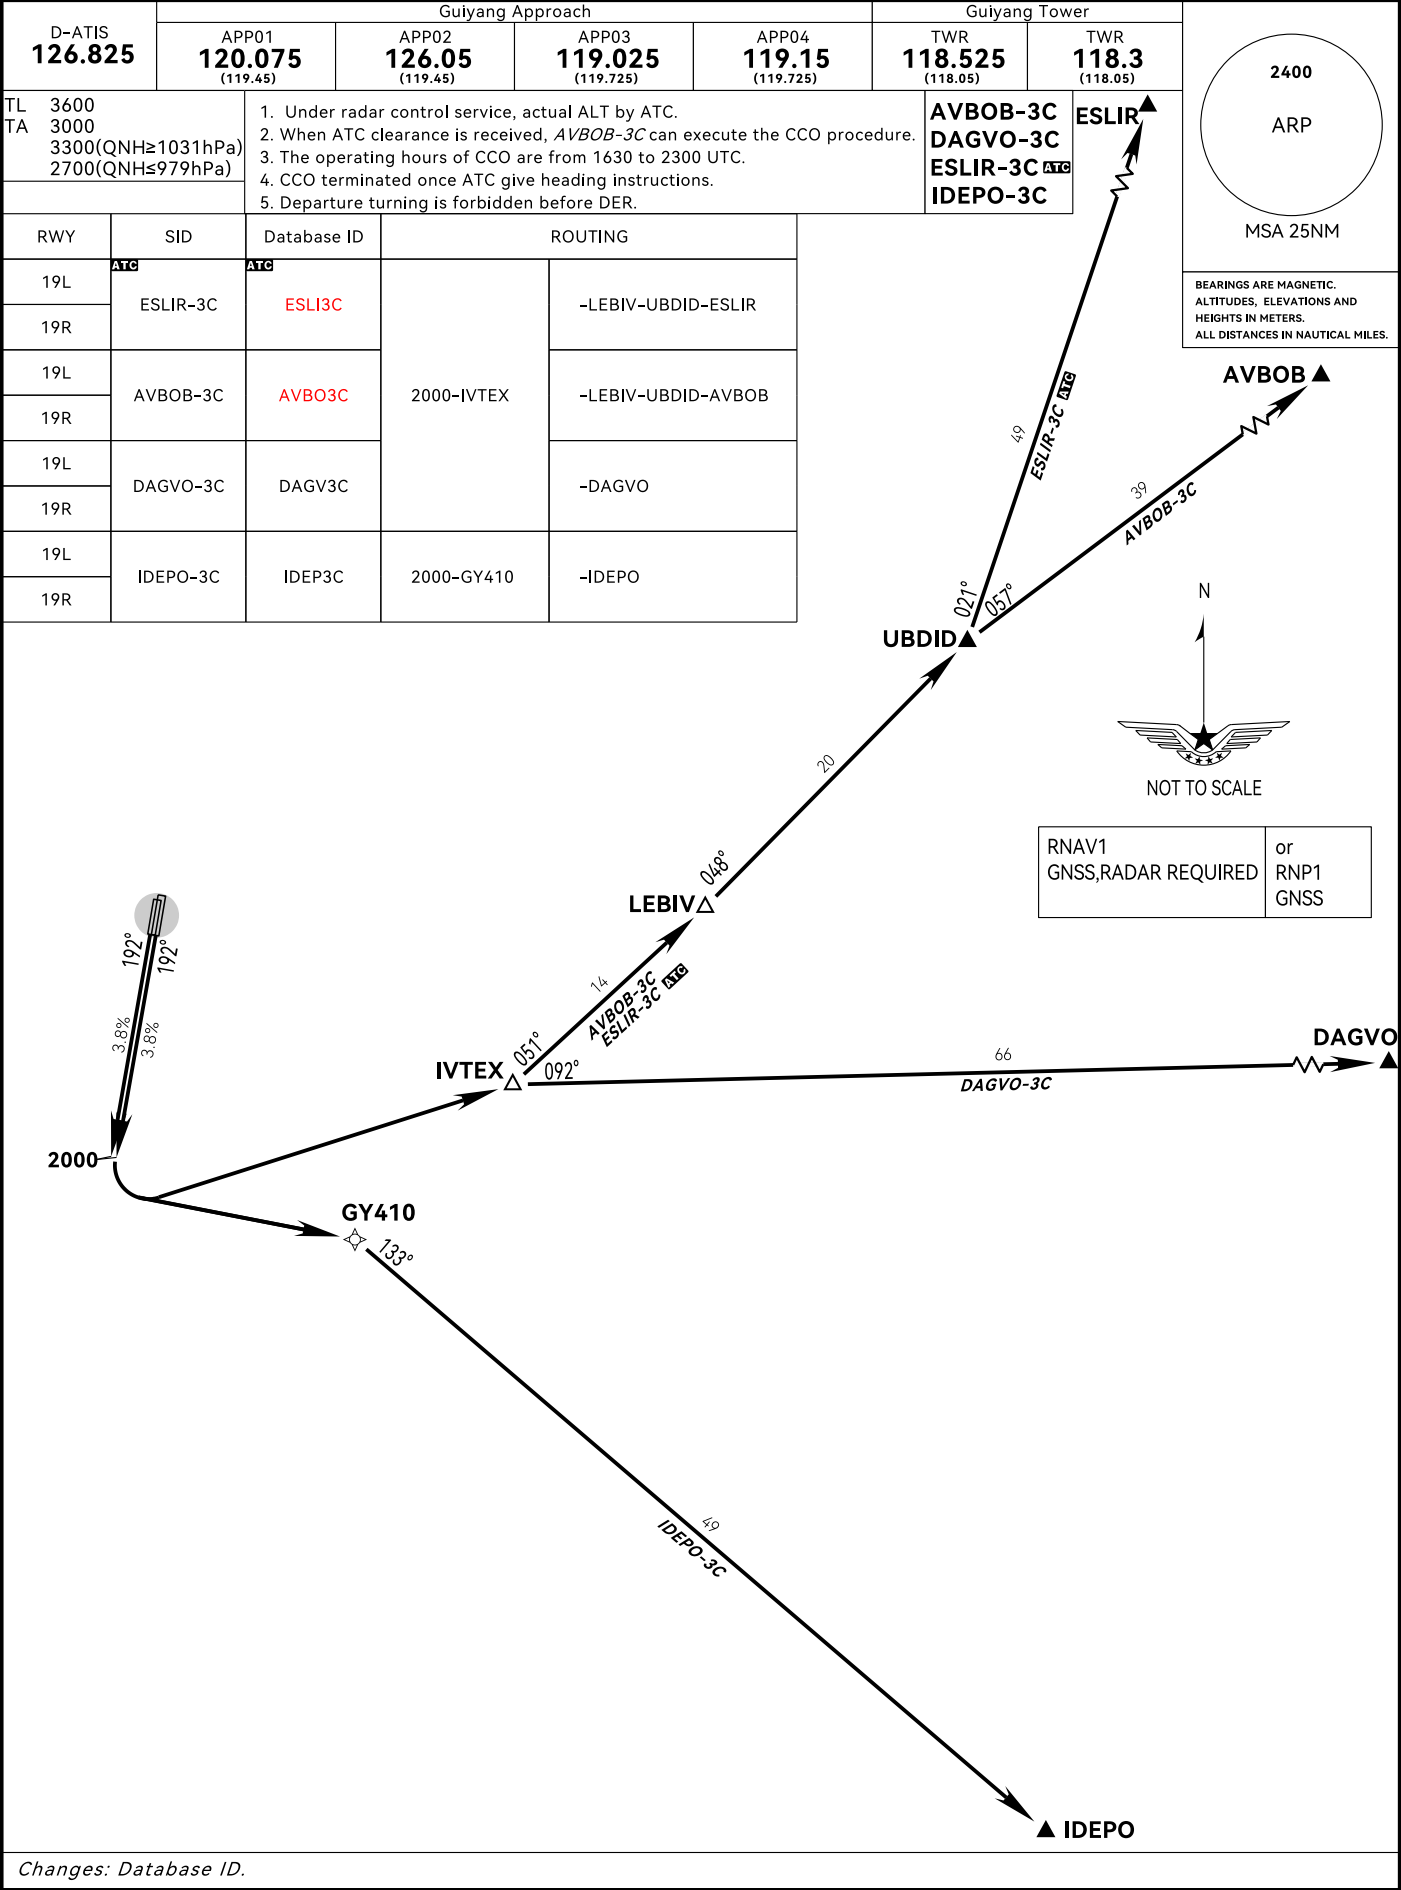 D-ATIS
126.825
Guiyang Approach
APP01
120.075
(119.45)
APP02
126.05
(119.45)
APP03
119.025
(119.725)
APP04
119.15
(119.725)
Guiyang Tower
TWR
118.525
(118.05)
TWR
118.3
(118.05)
TL 3600
TA 3000
3300(QNH≥1031hPa)
2700(QNH≤979hPa)
1. Under radar control service, actual ALT by ATC.
2. When ATC clearance is received, AVBOB-3C can execute the CCO procedure.
3. The operating hours of CCO are from 1630 to 2300 UTC.
4. CCO terminated once ATC give heading instructions.
5. Departure turning is forbidden before DER.
AVBOB-3C
DAGVO-3C
ESLIR-3C ATC
IDEPO-3C
2400
ARP
MSA 25NM
BEARINGS ARE MAGNETIC.
ALTITUDES, ELEVATIONS AND
HEIGHTS IN METERS.
ALL DISTANCES IN NAUTICAL MILES.
RWY SID Database ID ROUTING
19L
19R
ATC
ESLIR-3C
ATC
ESLI3C
-LEBIV-UBDID-ESLIR
19L
19R
AVBOB-3C
AVBO3C
2000-IVTEX
-LEBIV-UBDID-AVBOB
19L
19R
DAGVO-3C
DAGV3C
-DAGVO
19L
19R
IDEPO-3C
IDEP3C
2000-GY410
-IDEPO
ESLIR
49
ESLIR-3C ATC
AVBOB
39
AVBOB-3C
021°
057°
UBDID
N
NOT TO SCALE
RNAV1
GNSS,RADAR REQUIRED
or
RNP1
GNSS
20
048°
LEBIV
14
AVBOB-3C
ESLIR-3C ATC
051°
IVTEX
092°
66
DAGVO-3C
DAGVO
192°
192°
3.8%
3.8%
2000
GY410
133°
49
IDEPO-3C
IDEPO
Changes: Database ID.